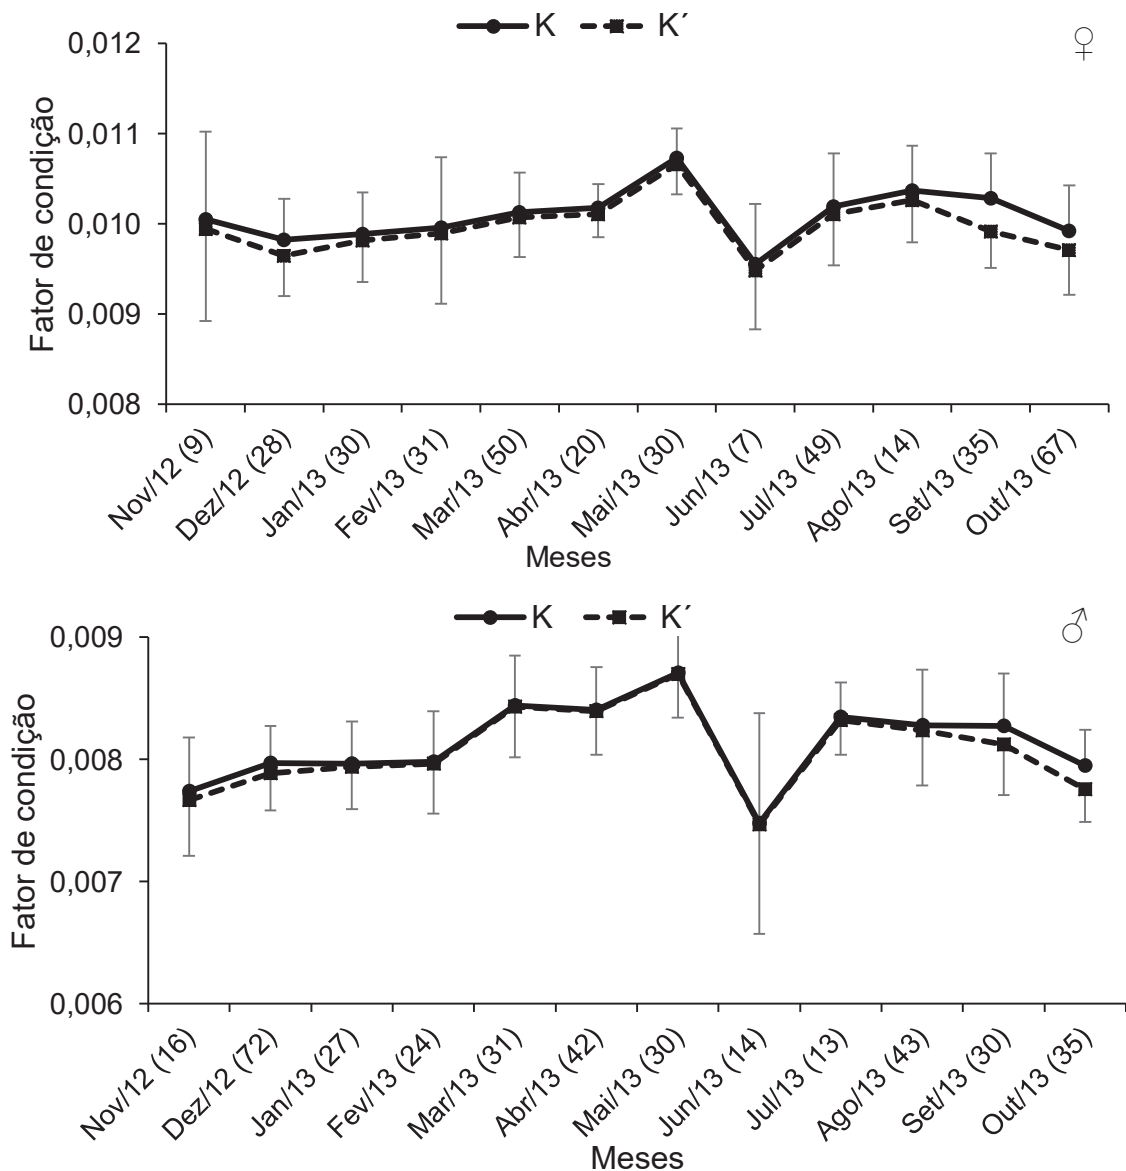 K K´
♀
0,012
0,011
0,010
0,009
0,008
Fator de condição
Nov/12 (9)
Dez/12 (28)
Jan/13 (30)
Fev/13 (31)
Mar/13 (50)
Abr/13 (20)
Mai/13 (30)
Jun/13 (7)
Jul/13 (49)
Ago/13 (14)
Set/13 (35)
Out/13 (67)
Meses
K K´
♂
0,009
0,008
0,007
0,006
Fator de condição
Nov/12 (16)
Dez/12 (72)
Jan/13 (27)
Fev/13 (24)
Mar/13 (31)
Abr/13 (42)
Mai/13 (30)
Jun/13 (14)
Jul/13 (13)
Ago/13 (43)
Set/13 (30)
Out/13 (35)
Meses